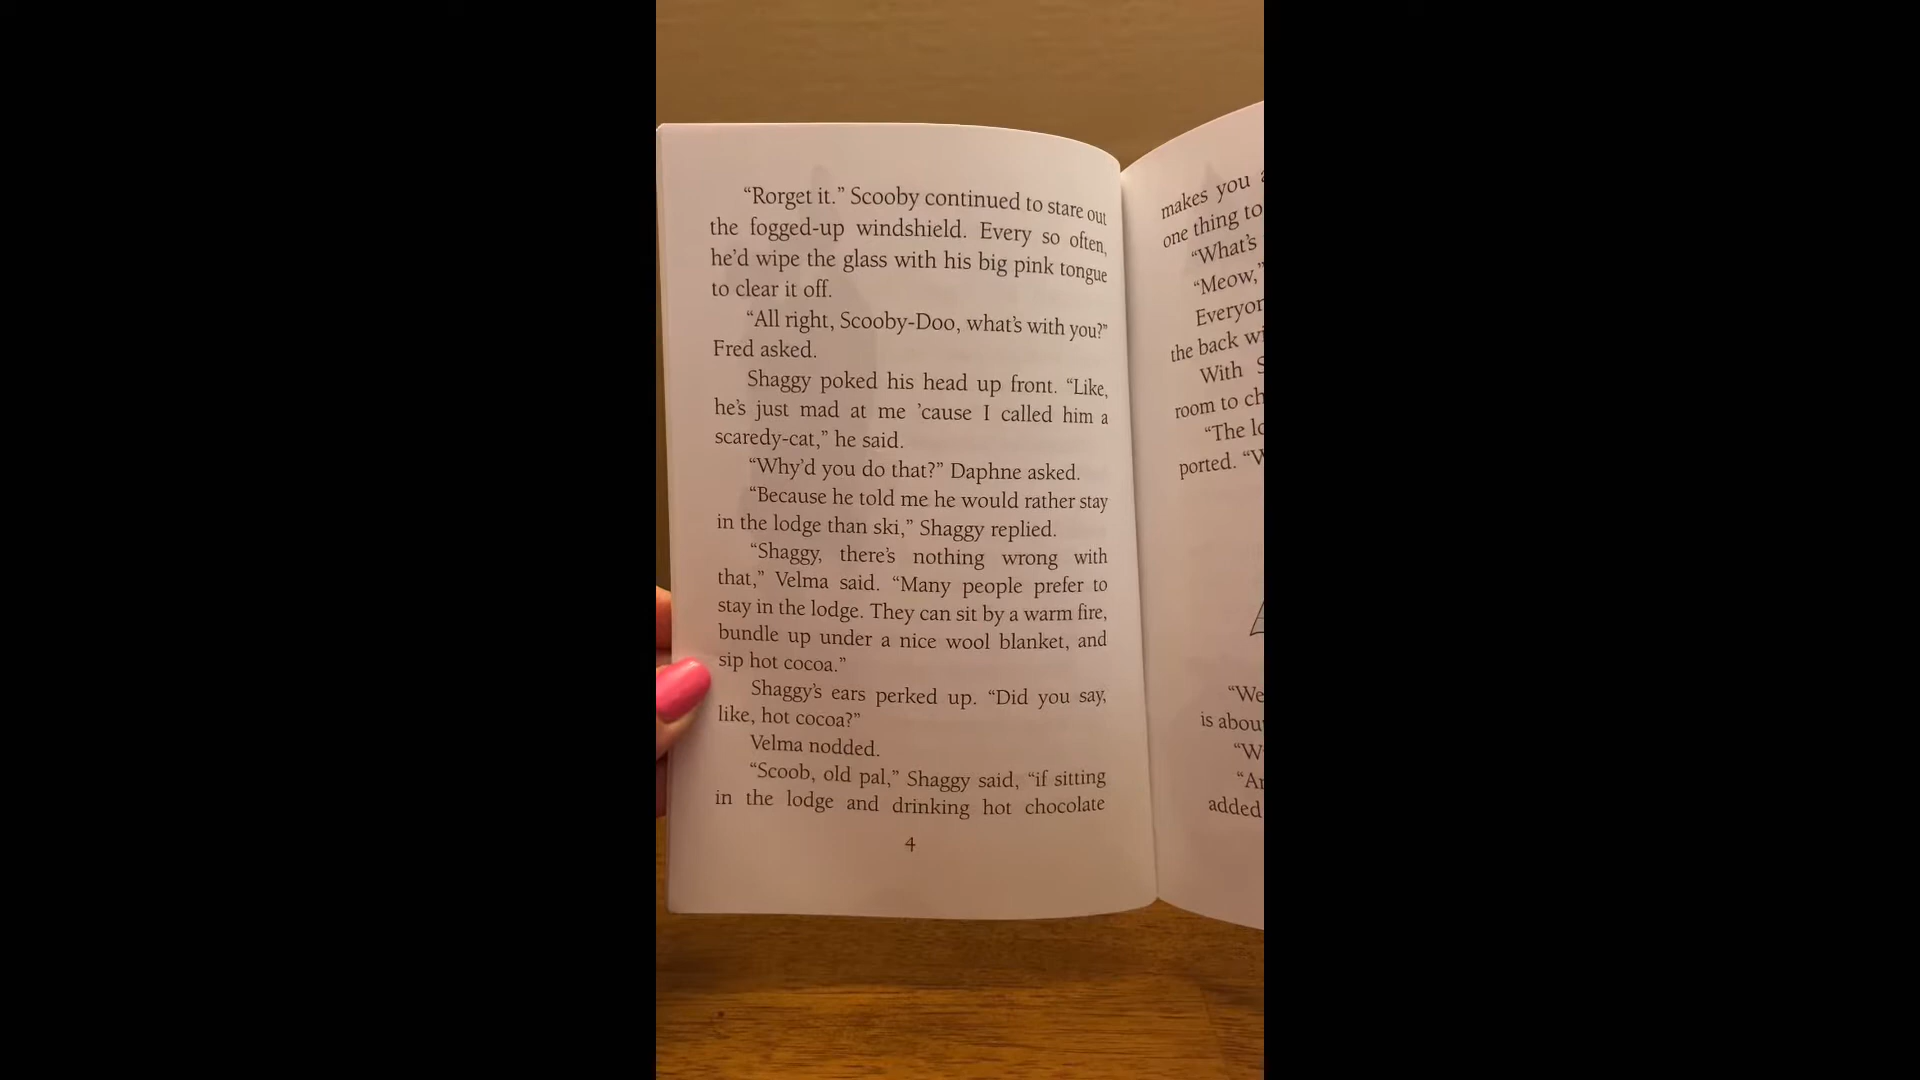 “Rorget it.” Scooby continued to stare out
the fogged-up windshield. Every so often,
he’d wipe the glass with his big pink tongue
to clear it off.
“All right, Scooby-Doo, what’s with you?”
Fred asked.
Shaggy poked his head up front. “Like,
he’s just mad at me ’cause I called him a
scaredy-cat,” he said.
“Why’d you do that?” Daphne asked.
“Because he told me he would rather stay
in the lodge than ski,” Shaggy replied.
“Shaggy, there’s nothing wrong with
that,” Velma said. “Many people prefer to
stay in the lodge. They can sit by a warm fire,
bundle up under a nice wool blanket, and
sip hot cocoa.”
Shaggy’s ears perked up. “Did you say,
like, hot cocoa?”
Velma nodded.
“Scoob, old pal,” Shaggy said, “if sitting
in the lodge and drinking hot chocolate
4
makes you
one thing to
“What’s
“Meow,”
the back
With
room to
“The
ported.
is
added